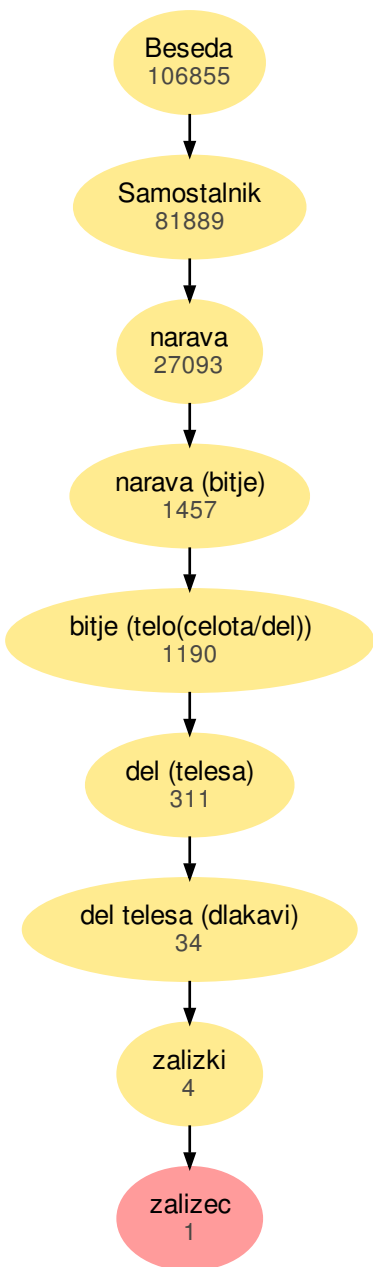 Beseda
106855
Samostalnik
81889
narava
27093
narava (bitje)
1457
bitje (telo(celota/del))
1190
del (telesa)
311
del telesa (dlakavi)
34
zalizki
4
zalizec
1